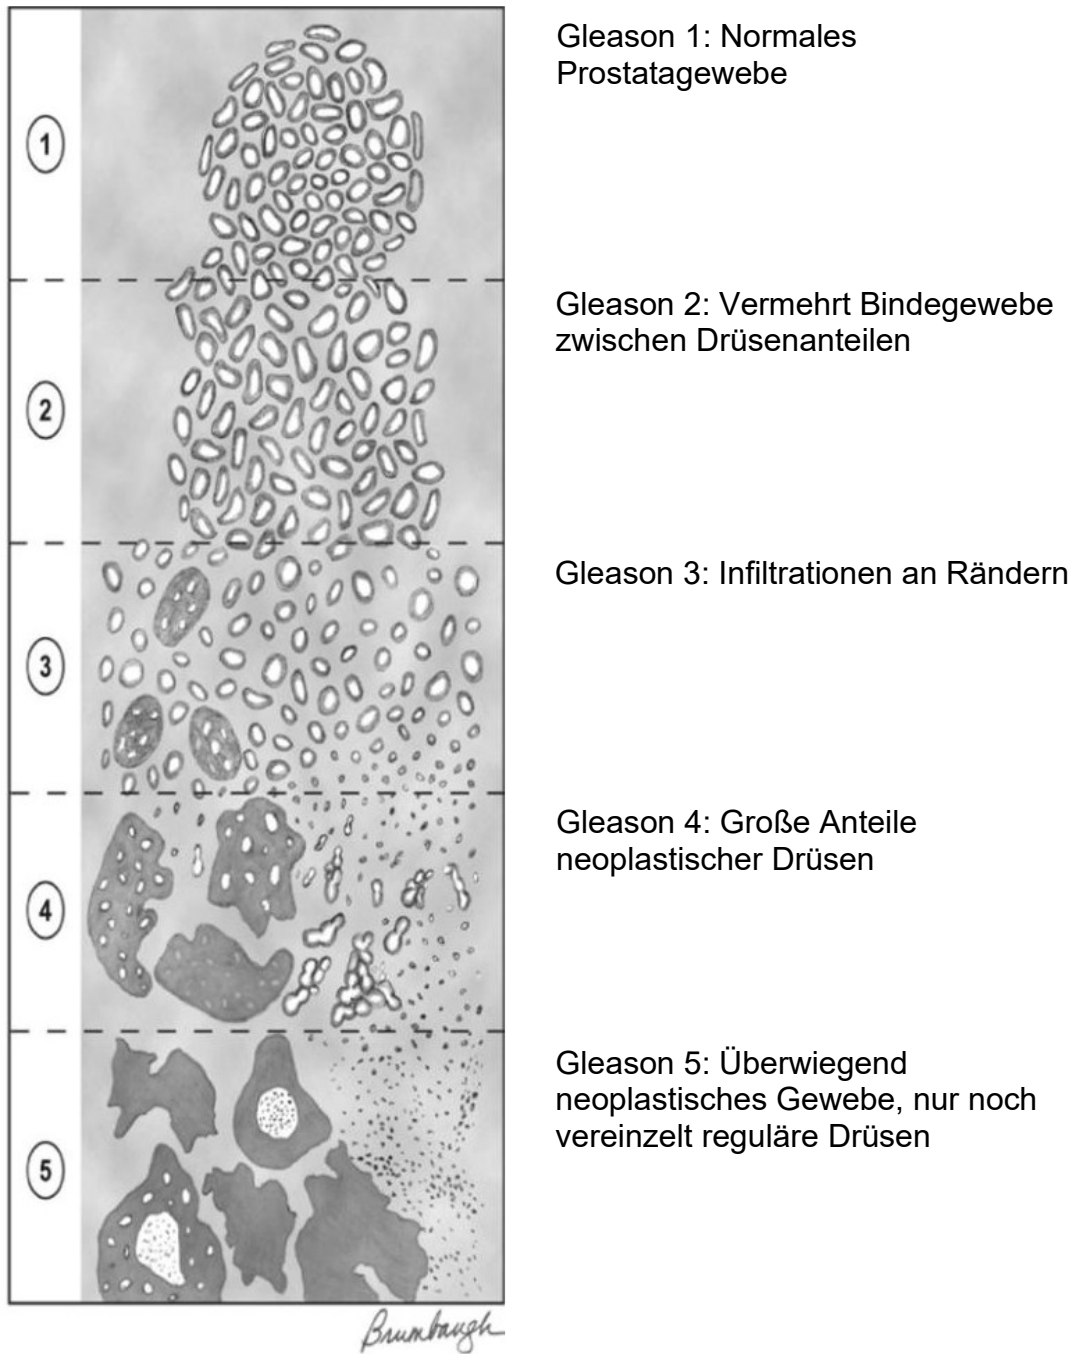 1
Gleason 1: Normales
Prostatagewebe
2
Gleason 2: Vermehrt Bindegewebe
zwischen Drüsenanteilen
3
Gleason 3: Infiltrationen an Rändern
4
Gleason 4: Große Anteile
neoplastischer Drüsen
5
Gleason 5: Überwiegend
neoplastisches Gewebe, nur noch
vereinzelt reguläre Drüsen
Brumbaugh